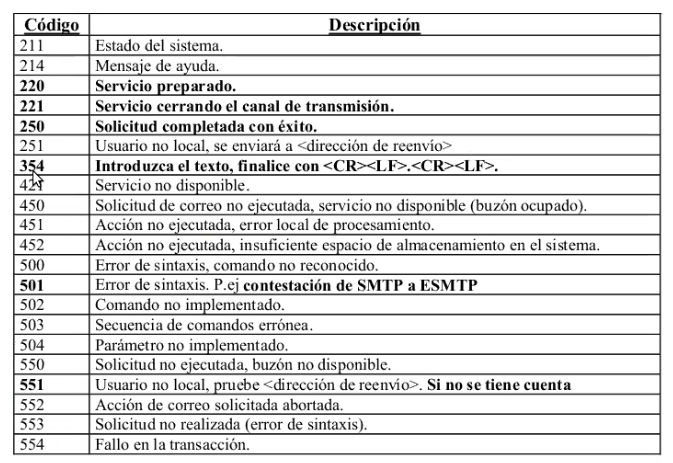 Código Descripción
211 Estado del sistema.
214 Mensaje de ayuda.
220 Servicio preparado.
221 Servicio cerrando el canal de transmisión.
250 Solicitud completada con éxito.
251 Usuario no local, se enviará a <dirección de reenvío>
354 Introduzca el texto, finalice con <CR><LF>.<CR><LF>.
421 Servicio no disponible.
450 Solicitud de correo no ejecutada, servicio no disponible (buzón ocupado).
451 Acción no ejecutada, error local de procesamiento.
452 Acción no ejecutada, insuficiente espacio de almacenamiento en el sistema.
500 Error de sintaxis, comando no reconocido.
501 Error de sintaxis. P.ej contestación de SMTP a ESMTP
502 Comando no implementado.
503 Secuencia de comandos errónea.
504 Parámetro no implementado.
550 Solicitud no ejecutada, buzón no disponible.
551 Usuario no local, pruebe <dirección de reenvío>. Si no se tiene cuenta
552 Acción de correo solicitada abortada.
553 Solicitud no realizada (error de sintaxis).
554 Fallo en la transacción.